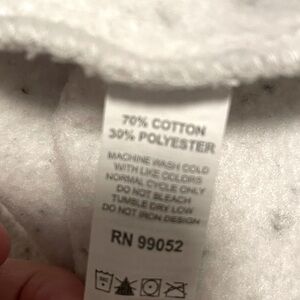 70% COTTON
30% POLYESTER
MACHINE WASH COLD
WITH LIKE COLORS
NORMAL CYCLE ONLY
DO NOT BLEACH
TUMBLE DRY LOW
DO NOT IRON DESIGN
RN 99052